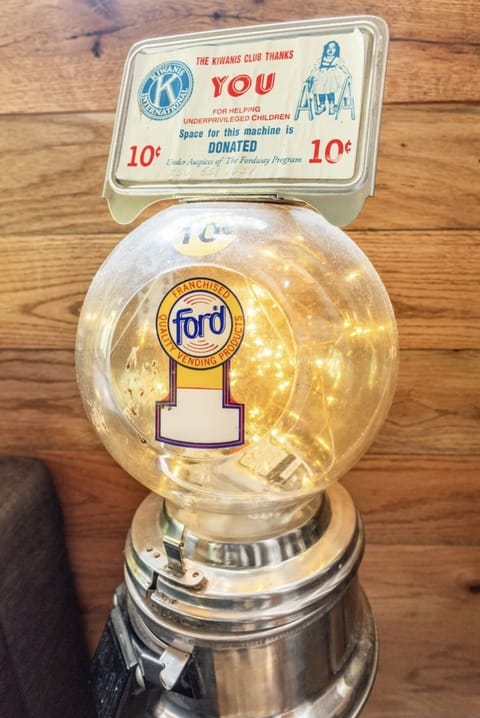 THE KIWANIS CLUB THANKS
YOU
KIWANIS
K
INTERNATIONAL
FOR HELPING
UNDERPRIVILEGED CHILDREN
Space for this machine is
DONATED
10¢
10¢
Under Auspices of The Fordway Program
10¢
FRANCHISED
ford
QUALITY VENDING PRODUCTS